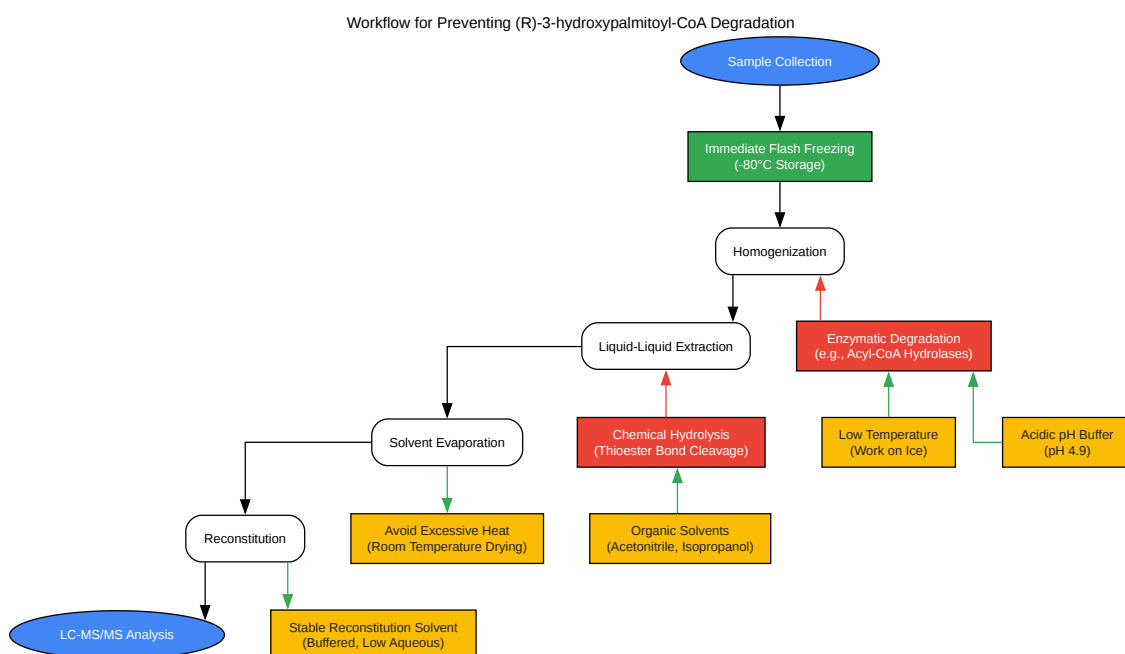 Workflow for Preventing (R)-3-hydroxypalmitoyl-CoA Degradation
Sample Collection
Immediate Flash Freezing
(-80°C Storage)
Homogenization
Liquid-Liquid Extraction
Enzymatic Degradation
(e.g., Acyl-CoA Hydrolases)
Solvent Evaporation
Chemical Hydrolysis
(Thioester Bond Cleavage)
Low Temperature
(Work on Ice)
Acidic pH Buffer
(pH 4.9)
Reconstitution
Avoid Excessive Heat
(Room Temperature Drying)
Organic Solvents
(Acetonitrile, Isopropanol)
LC-MS/MS Analysis
Stable Reconstitution Solvent
(Buffered, Low Aqueous)